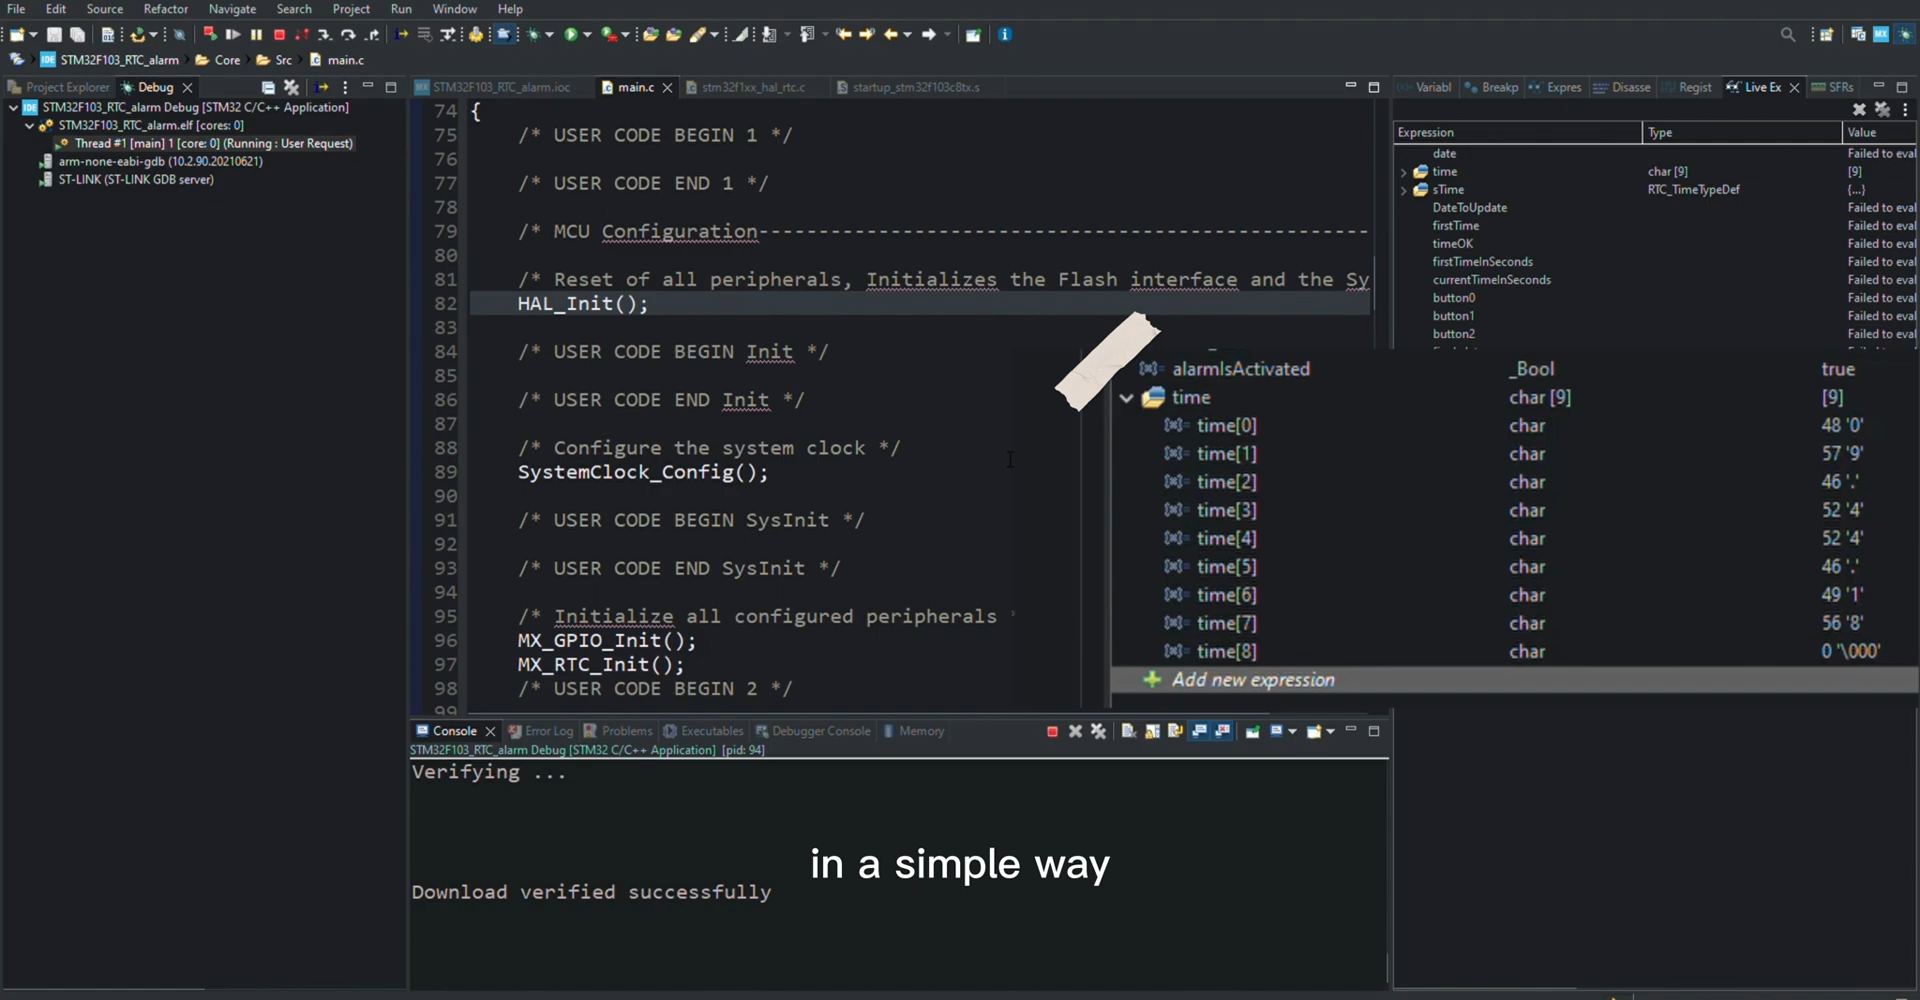 File Edit Source Refactor Navigate Search Project Run Window Help
IDE STM32F103_RTC_alarm Core Src main.c
Project Explorer Debug
STM32F103_RTC_alarm.ioc main.c stm32f1xx_hal_rtc.c startup_stm32f103c8tx.s
Variabl Breakp Expres Disasse Regist Live Ex SFRs
IDE STM32F103_RTC_alarm Debug [STM32 C/C++ Application]
STM32F103_RTC_alarm.elf [cores: 0]
Thread #1 [main] 1 [core: 0] (Running : User Request)
arm-none-eabi-gdb (10.2.90.20210621)
ST-LINK (ST-LINK GDB server)
74 {
75 /* USER CODE BEGIN 1 */
76
77 /* USER CODE END 1 */
78
79 /* MCU Configuration---------------------------------------------------
80
81 /* Reset of all peripherals, Initializes the Flash interface and the Sy
82 HAL_Init();
83
84 /* USER CODE BEGIN Init */
85
86 /* USER CODE END Init */
87
88 /* Configure the system clock */
89 SystemClock_Config();
90
91 /* USER CODE BEGIN SysInit */
92
93 /* USER CODE END SysInit */
94
95 /* Initialize all configured peripherals
96 MX_GPIO_Init();
97 MX_RTC_Init();
98 /* USER CODE BEGIN 2 */
99
Expression Type Value
date Failed to eval
time char [9] [9]
sTime RTC_TimeTypeDef {...}
DateToUpdate Failed to eval
firstTime Failed to eval
timeOK Failed to eval
firstTimeInSeconds Failed to eval
currentTimeInSeconds Failed to eval
button0 Failed to eval
button1 Failed to eval
button2 Failed to eval
alarmIsActivated _Bool true
time char [9] [9]
time[0] char 48 '0'
time[1] char 57 '9'
time[2] char 46 '.'
time[3] char 52 '4'
time[4] char 52 '4'
time[5] char 46 '.'
time[6] char 49 '1'
time[7] char 56 '8'
time[8] char 0 '\000'
Add new expression
Console Error Log Problems Executables Debugger Console Memory
STM32F103_RTC_alarm Debug [STM32 C/C++ Application] [pid: 94]
Verifying ...
Download verified successfully
in a simple way